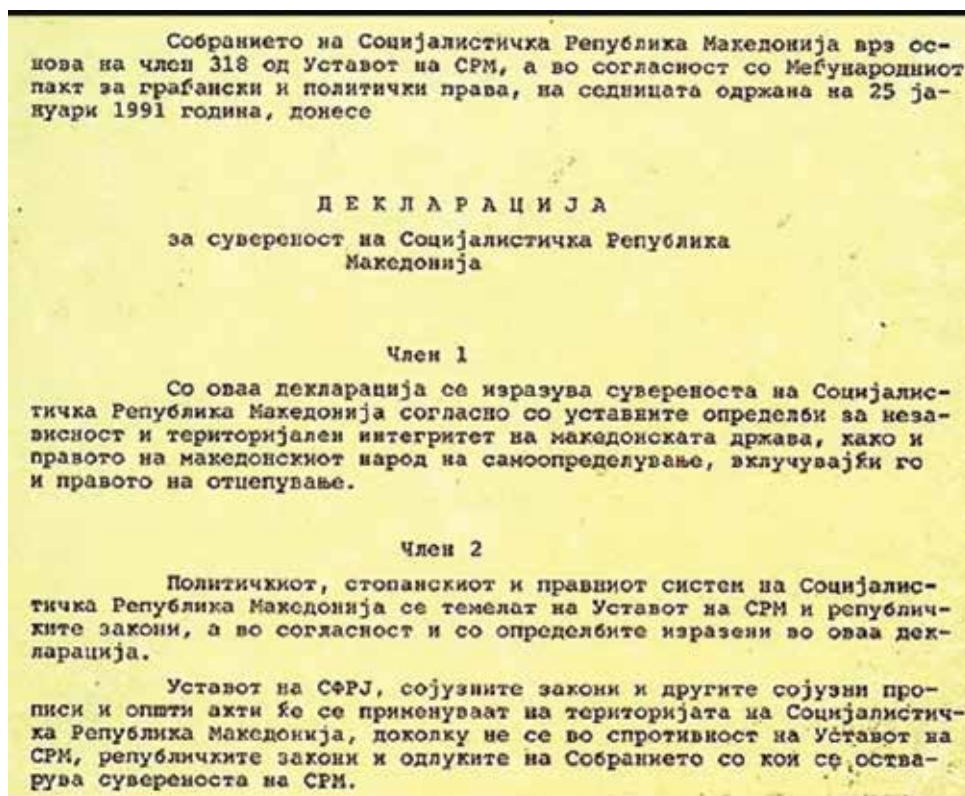 Собранието на Социјалистичка Република Македонија врз ос-
нова на член 318 од Уставот на СРМ, а во согласност со Меѓународниот
пакт за граѓански и политички права, на седницата одржана на 25 ја-
нуари 1991 година, донесе
Д Е К Л А Р А Ц И Ј А
за сувереност на Социјалистичка Република
Македонија
Член 1
Со оваа декларација се изразува сувереноста на Социјалис-
тичка Република Македонија согласно со уставните определби за неза-
висност и територијален интегритет на македонската држава, како и
правото на македонскиот народ на самоопределување, вклучувајќи го
и правото на отцепување.
Член 2
Политичкиот, стопанскиот и правниот систем на Социјалис-
тичка Република Македонија се темелат на Уставот на СРМ и републич-
ките закони, а во согласност и со определбите изразени во оваа дек-
ларација.
Уставот на СФРЈ, сојузните закони и другите сојузни про-
писи и општи акти ќе се применуваат на територијата на Социјалистич-
ка Република Македонија, доколку не се во спротивност на Уставот на
СРМ, републичките закони и одлуките на Собранието со кои се оства-
рува сувереноста на СРМ.